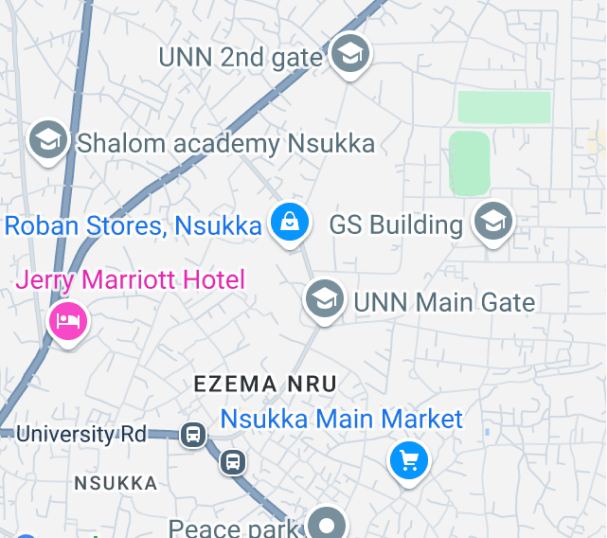 UNN 2nd gate
Shalom academy Nsukka
Roban Stores, Nsukka
GS Building
Jerry Marriott Hotel
UNN Main Gate
EZEMA NRU
Nsukka Main Market
University Rd
NSUKKA
Peace park